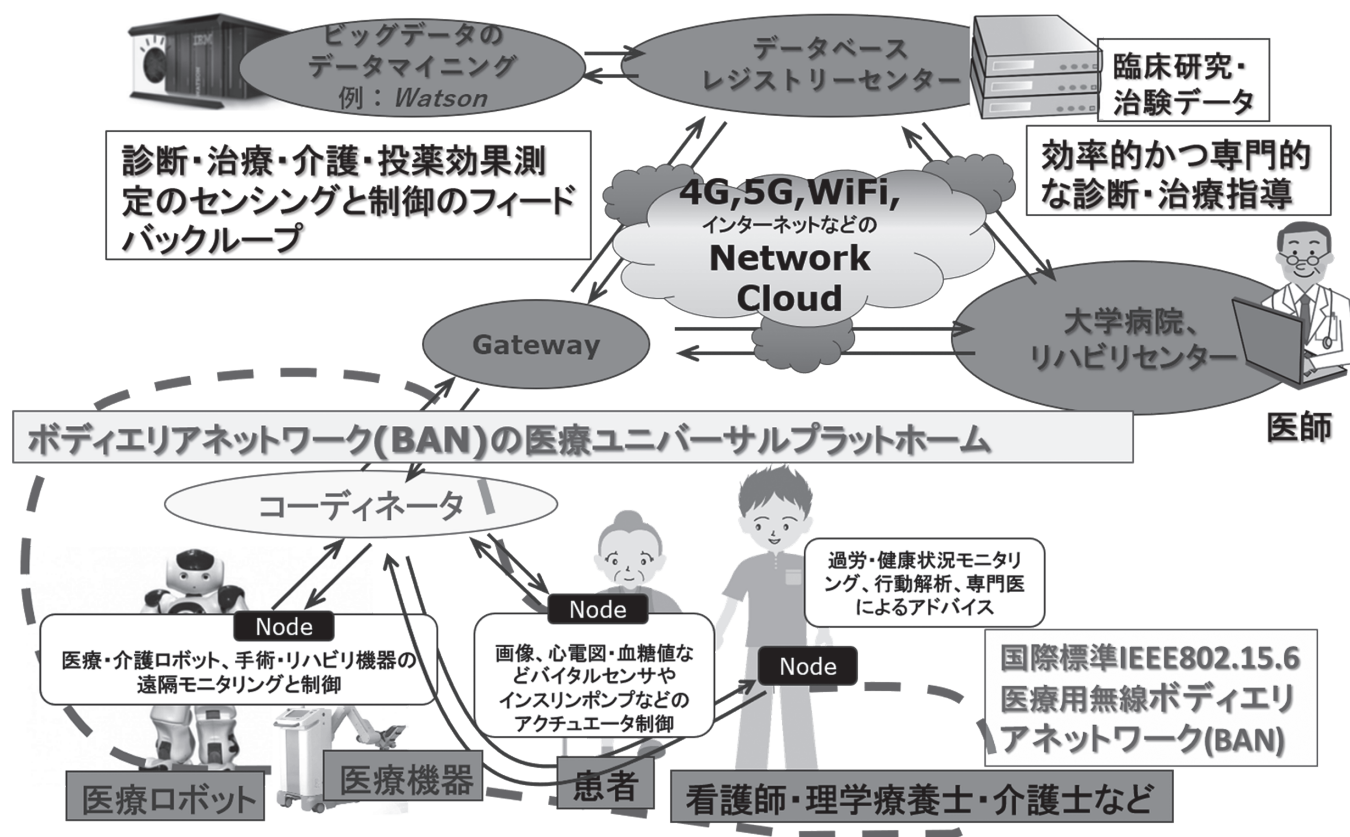 ビッグデータの
データマイニング
例：Watson
データベース
レジストリーセンター
臨床研究・
治験データ
診断・治療・介護・投薬効果測
定のセンシングと制御のフィード
バックループ
効率的かつ専門的
な診断・治療指導
4G,5G,WiFi,
インターネットなどの
Network
Cloud
Gateway
大学病院、
リハビリセンター
医師
ボディエリアネットワーク(BAN)の医療ユニバーサルプラットホーム
コーディネータ
過労・健康状況モニタリ
ング、行動解析、専門医
によるアドバイス
Node
医療・介護ロボット、手術・リハビリ機器の
遠隔モニタリングと制御
Node
画像、心電図・血糖値な
どバイタルセンサや
インスリンポンプなどの
アクチュエータ制御
Node
国際標準IEEE802.15.6
医療用無線ボディエリ
アネットワーク(BAN)
医療ロボット
医療機器
患者
看護師・理学療養士・介護士など